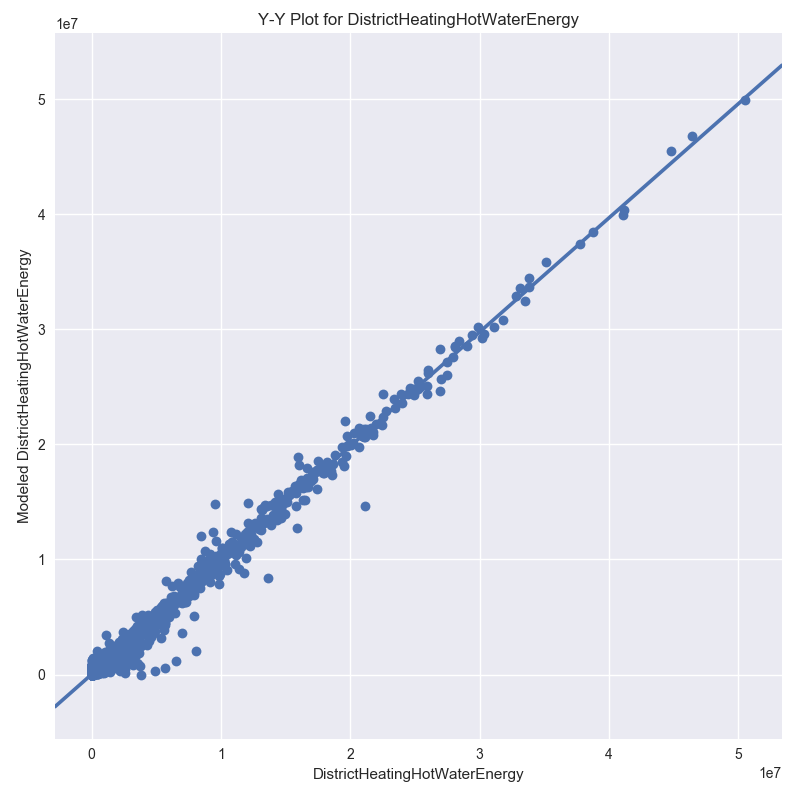 Y-Y Plot for DistrictHeatingHotWaterEnergy
1e7
5
4
3
2
1
0
Modeled DistrictHeatingHotWaterEnergy
0 1 2 3 4 5
1e7
DistrictHeatingHotWaterEnergy